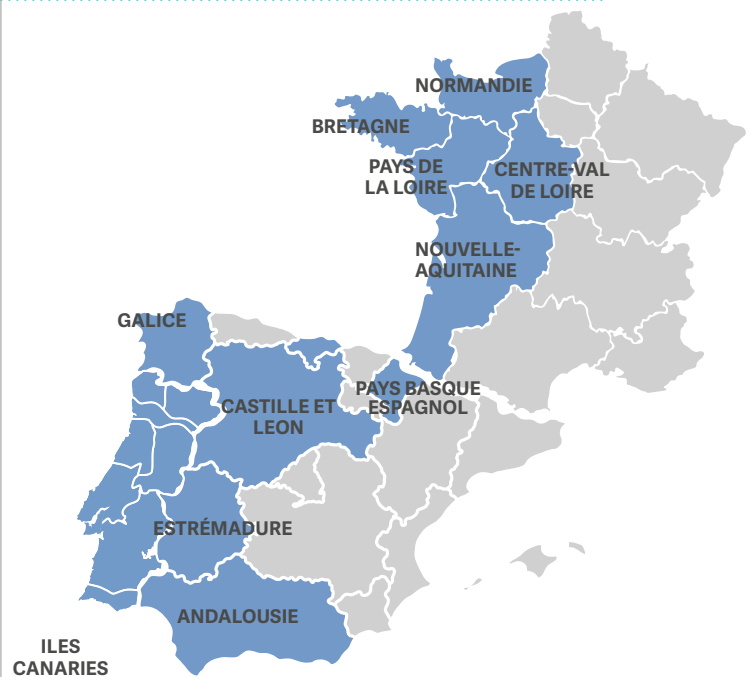 NORMANDIE
BRETAGNE
PAYS DE
LA LOIRE
CENTRE-VAL
DE LOIRE
NOUVELLE-
AQUITAINE
GALICE
PAYS BASQUE
ESPAGNOL
CASTILLE ET
LEON
ESTRÉMADURE
ANDALOUSIE
ILES
CANARIES